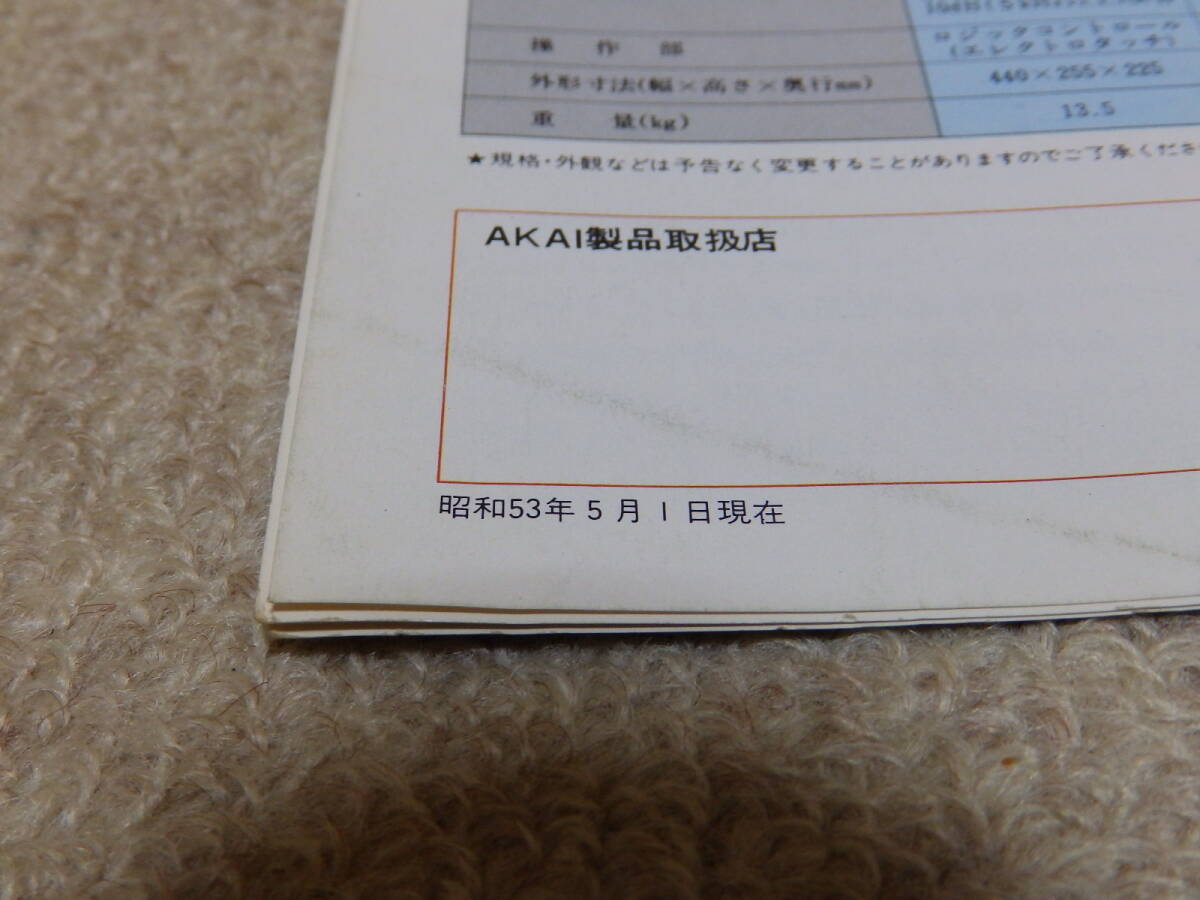 操作部 ロジックコントロール
(エレクトロタッチ)
外形寸法(幅×高さ×奥行mm) 440×255×225
重量(kg) 13.5
★規格・外観などは予告なく変更することがありますのでご了承くださ
AKAI製品取扱店
昭和53年5月1日現在